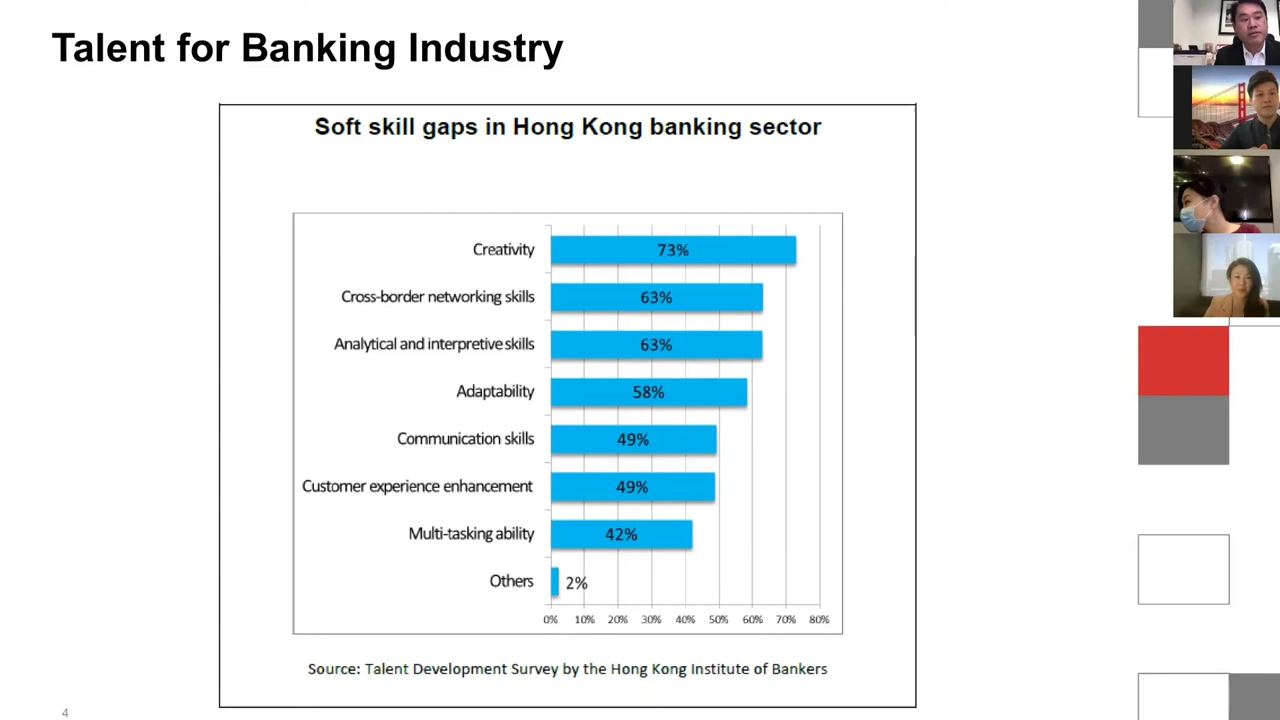 Talent for Banking Industry
Soft skill gaps in Hong Kong banking sector
Creativity 73%
Cross-border networking skills 63%
Analytical and interpretive skills 63%
Adaptability 58%
Communication skills 49%
Customer experience enhancement 49%
Multi-tasking ability 42%
Others 2%
0% 10% 20% 30% 40% 50% 60% 70% 80%
Source: Talent Development Survey by the Hong Kong Institute of Bankers
4